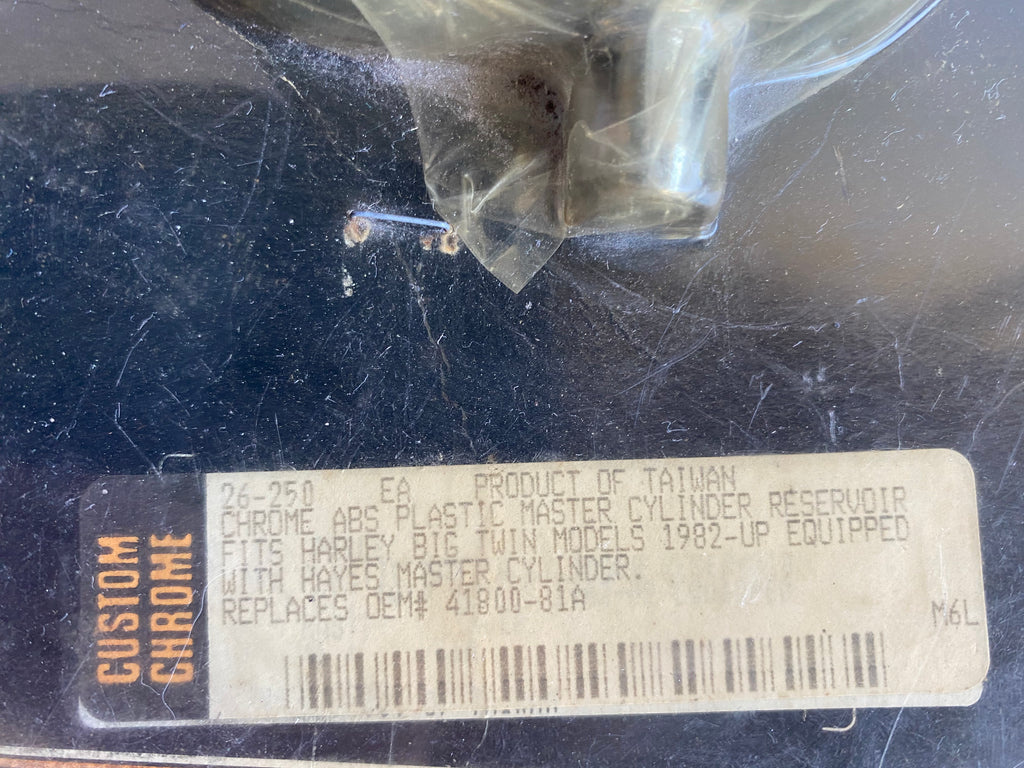 CUSTOM
CHROME
26-250 EA PRODUCT OF TAIWAN
CHROME ABS PLASTIC MASTER CYLINDER RESERVOIR
FITS HARLEY BIG TWIN MODELS 1982-UP EQUIPPED
WITH HAYES MASTER CYLINDER.
REPLACES OEM# 41800-81A
M6L